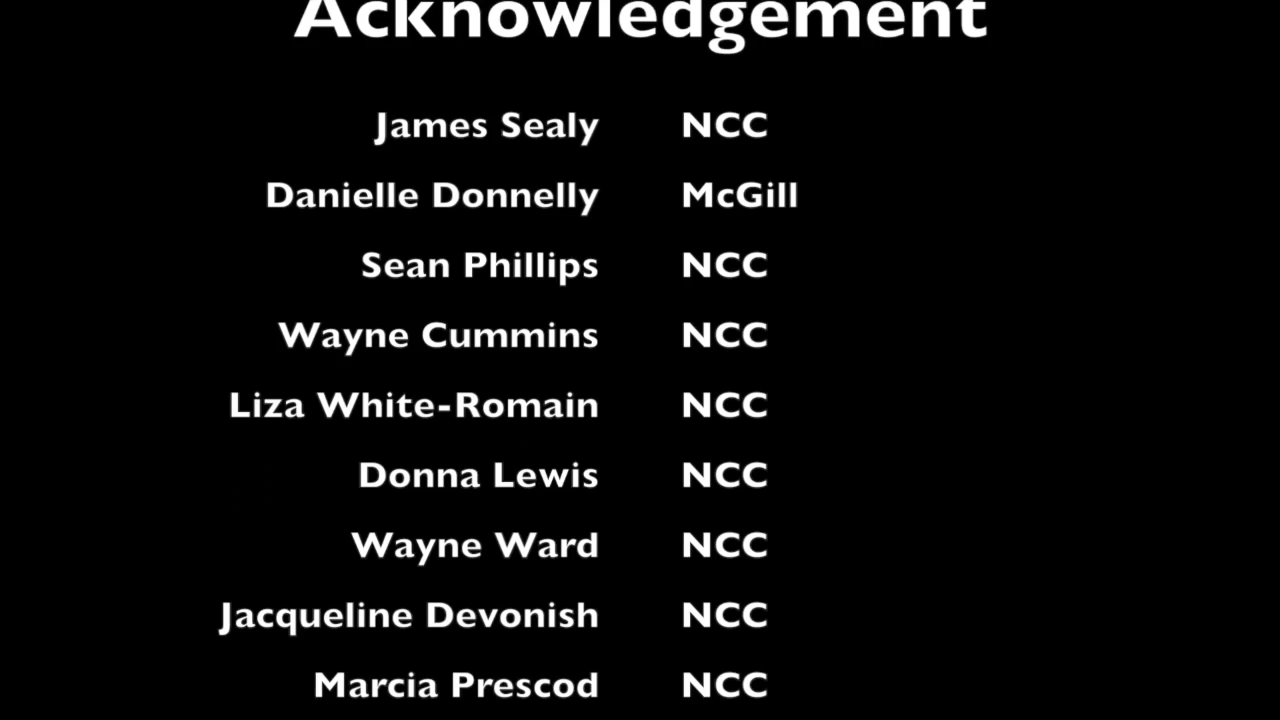 Acknowledgement
James Sealy NCC
Danielle Donnelly McGill
Sean Phillips NCC
Wayne Cummins NCC
Liza White-Romain NCC
Donna Lewis NCC
Wayne Ward NCC
Jacqueline Devonish NCC
Marcia Prescod NCC